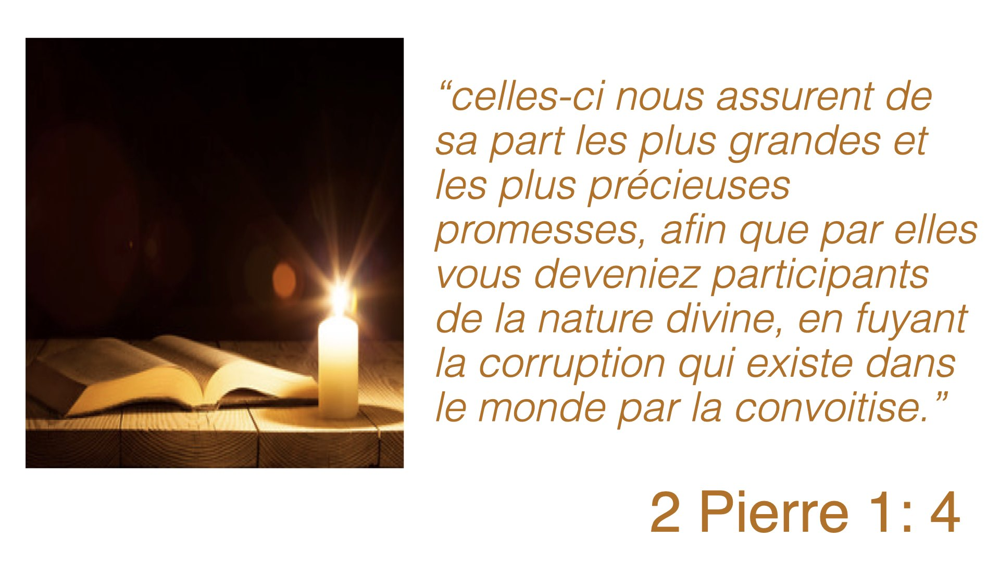 “celles-ci nous assurent de
sa part les plus grandes et
les plus précieuses
promesses, afin que par elles
vous deveniez participants
de la nature divine, en fuyant
la corruption qui existe dans
le monde par la convoitise.”
2 Pierre 1: 4